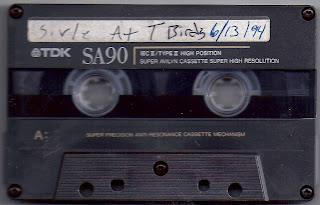 At T Birds 6/13/94
TDK SA90 IEC II/TYPE II HIGH POSITION
SUPER AVILYN CASSETTE SUPER HIGH RESOLUTION
A:
SUPER PRECISION ANTI-RESONANCE CASSETTE MECHANISM